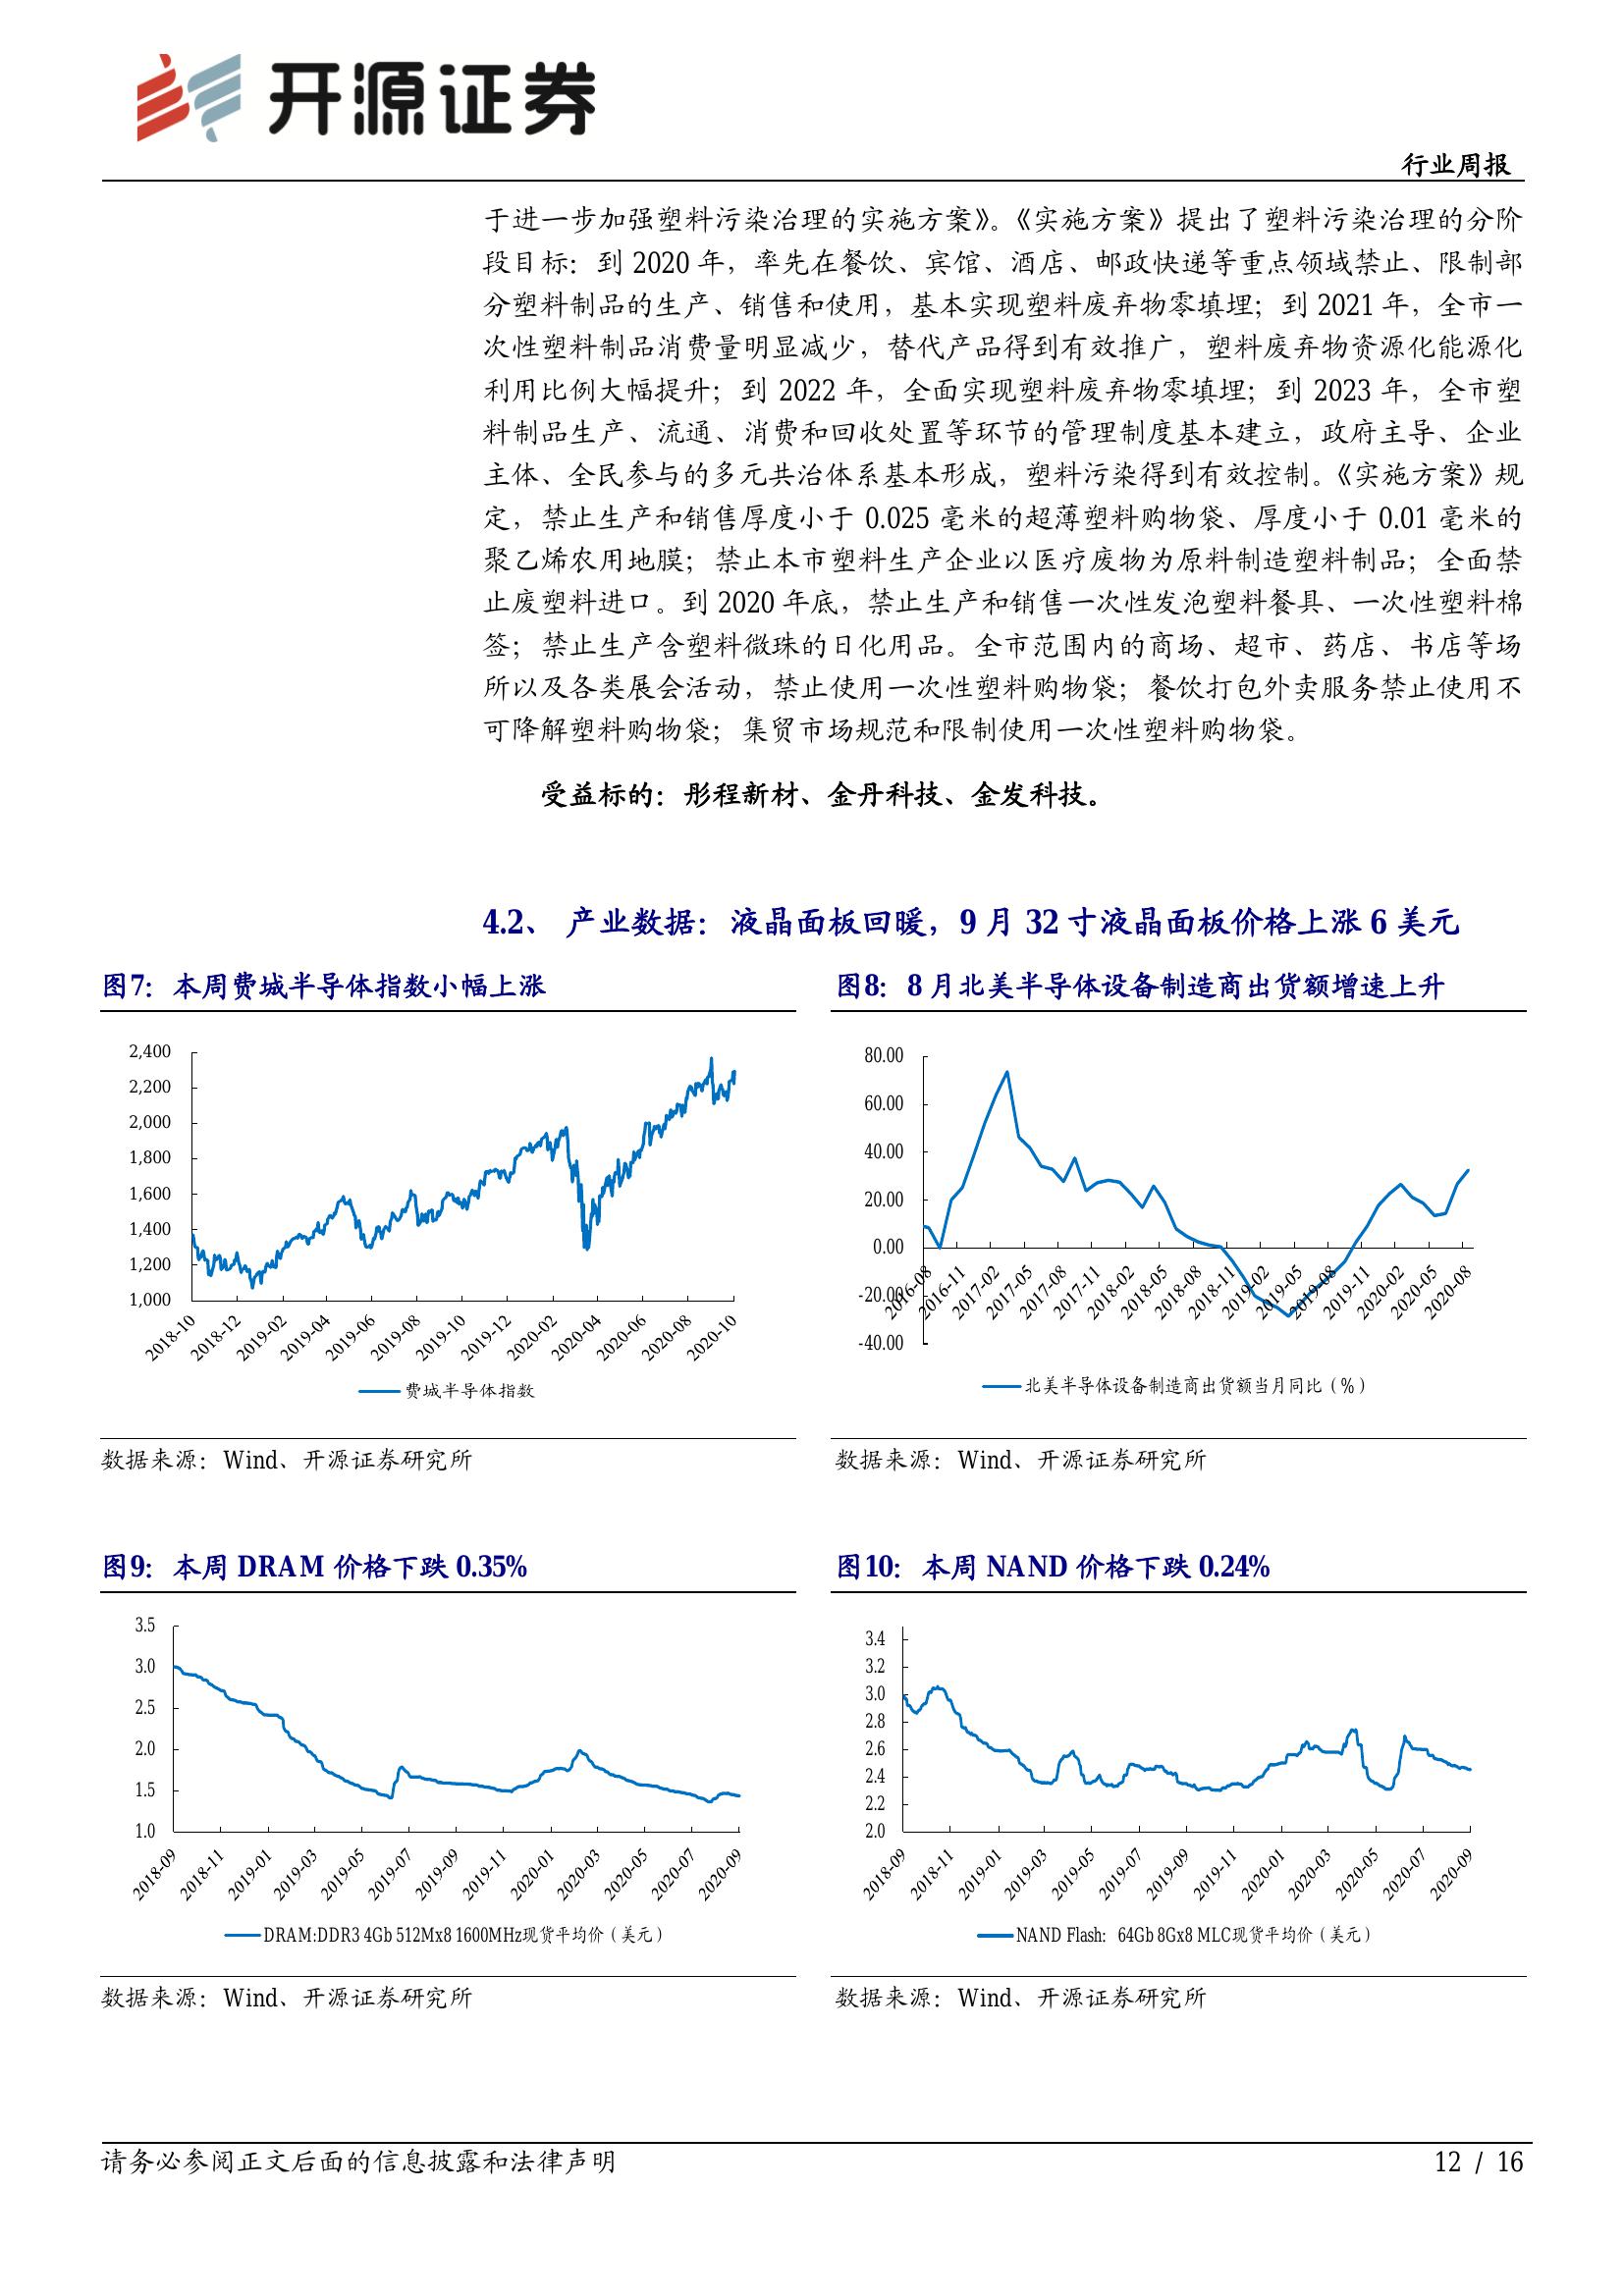 开源证券
行业周报
于进一步加强塑料污染治理的实施方案》。《实施方案》提出了塑料污染治理的分阶
段目标：到 2020 年，率先在餐饮、宾馆、酒店、邮政快递等重点领域禁止、限制部
分塑料制品的生产、销售和使用，基本实现塑料废弃物零填埋；到 2021 年，全市一
次性塑料制品消费量明显减少，替代产品得到有效推广，塑料废弃物资源化能源化
利用比例大幅提升；到 2022 年，全面实现塑料废弃物零填埋；到 2023 年，全市塑
料制品生产、流通、消费和回收处置等环节的管理制度基本建立，政府主导、企业
主体、全民参与的多元共治体系基本形成，塑料污染得到有效控制。《实施方案》规
定，禁止生产和销售厚度小于 0.025 毫米的超薄塑料购物袋、厚度小于 0.01 毫米的
聚乙烯农用地膜；禁止本市塑料生产企业以医疗废物为原料制造塑料制品；全面禁
止废塑料进口。到 2020 年底，禁止生产和销售一次性发泡塑料餐具、一次性塑料棉
签；禁止生产含塑料微珠的日化用品。全市范围内的商场、超市、药店、书店等场
所以及各类展会活动，禁止使用一次性塑料购物袋；餐饮打包外卖服务禁止使用不
可降解塑料购物袋；集贸市场规范和限制使用一次性塑料购物袋。
受益标的：彤程新材、金丹科技、金发科技。
4.2、 产业数据：液晶面板回暖，9 月 32 寸液晶面板价格上涨 6 美元
图7：本周费城半导体指数小幅上涨
2,400
2,200
2,000
1,800
1,600
1,400
1,200
1,000
2018-10
2018-12
2019-02
2019-04
2019-06
2019-08
2019-10
2019-12
2020-02
2020-04
2020-06
2020-08
2020-10
费城半导体指数
数据来源：Wind、开源证券研究所
图8：8 月北美半导体设备制造商出货额增速上升
80.00
60.00
40.00
20.00
0.00
-20.00
-40.00
2016-08
2016-11
2017-02
2017-05
2017-08
2017-11
2018-02
2018-05
2018-08
2018-11
2019-02
2019-05
2019-08
2019-11
2020-02
2020-05
2020-08
北美半导体设备制造商出货额当月同比（%）
数据来源：Wind、开源证券研究所
图9：本周 DRAM 价格下跌 0.35%
3.5
3.0
2.5
2.0
1.5
1.0
2018-09
2018-11
2019-01
2019-03
2019-05
2019-07
2019-09
2019-11
2020-01
2020-03
2020-05
2020-07
2020-09
DRAM:DDR3 4Gb 512Mx8 1600MHz现货平均价（美元）
数据来源：Wind、开源证券研究所
图10：本周 NAND 价格下跌 0.24%
3.4
3.2
3.0
2.8
2.6
2.4
2.2
2.0
2018-09
2018-11
2019-01
2019-03
2019-05
2019-07
2019-09
2019-11
2020-01
2020-03
2020-05
2020-07
2020-09
NAND Flash: 64Gb 8Gx8 MLC现货平均价（美元）
数据来源：Wind、开源证券研究所
请务必参阅正文后面的信息披露和法律声明
12 / 16